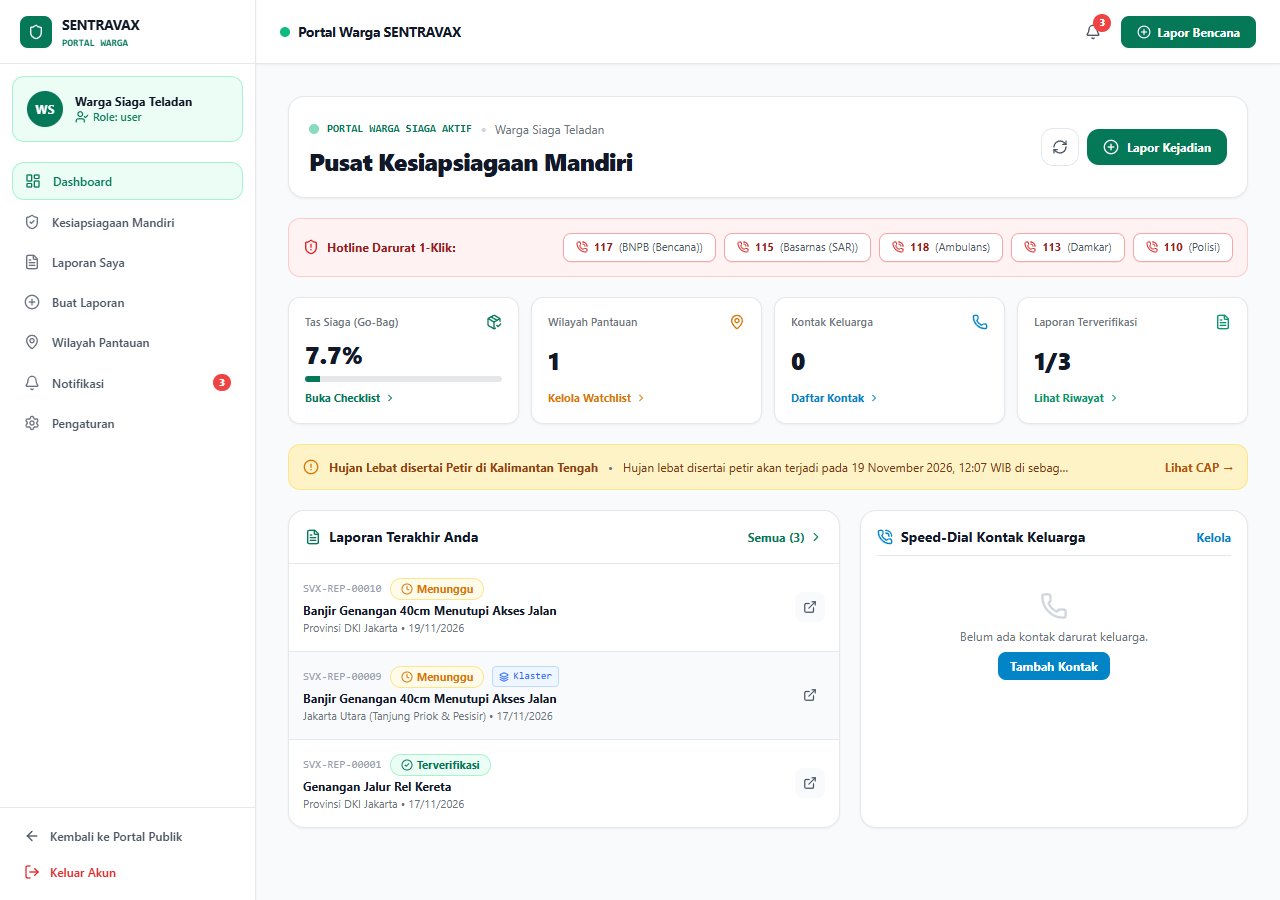 SENTRAVAX
PORTAL WARGA
Portal Warga SENTRAVAX
3
Lapor Bencana
WS
Warga Siaga Teladan
Role: user
Dashboard
Kesiapsiagaan Mandiri
Laporan Saya
Buat Laporan
Wilayah Pantauan
Notifikasi
3
Pengaturan
Kembali ke Portal Publik
Keluar Akun
PORTAL WARGA SIAGA AKTIF • Warga Siaga Teladan
Pusat Kesiapsiagaan Mandiri
Lapor Kejadian
Hotline Darurat 1-Klik:
117 (BNPB (Bencana))
115 (Basarnas (SAR))
118 (Ambulans)
113 (Damkar)
110 (Polisi)
Tas Siaga (Go-Bag)
7.7%
Buka Checklist
Wilayah Pantauan
1
Kelola Watchlist
Kontak Keluarga
0
Daftar Kontak
Laporan Terverifikasi
1/3
Lihat Riwayat
Hujan Lebat disertai Petir di Kalimantan Tengah • Hujan lebat disertai petir akan terjadi pada 19 November 2026, 12:07 WIB di sebag...
Lihat CAP →
Laporan Terakhir Anda
Semua (3)
SVX-REP-00010 Menunggu
Banjir Genangan 40cm Menutupi Akses Jalan
Provinsi DKI Jakarta • 19/11/2026
SVX-REP-00009 Menunggu Klaster
Banjir Genangan 40cm Menutupi Akses Jalan
Jakarta Utara (Tanjung Priok & Pesisir) • 17/11/2026
SVX-REP-00001 Terverifikasi
Genangan Jalur Rel Kereta
Provinsi DKI Jakarta • 17/11/2026
Speed-Dial Kontak Keluarga
Kelola
Belum ada kontak darurat keluarga.
Tambah Kontak